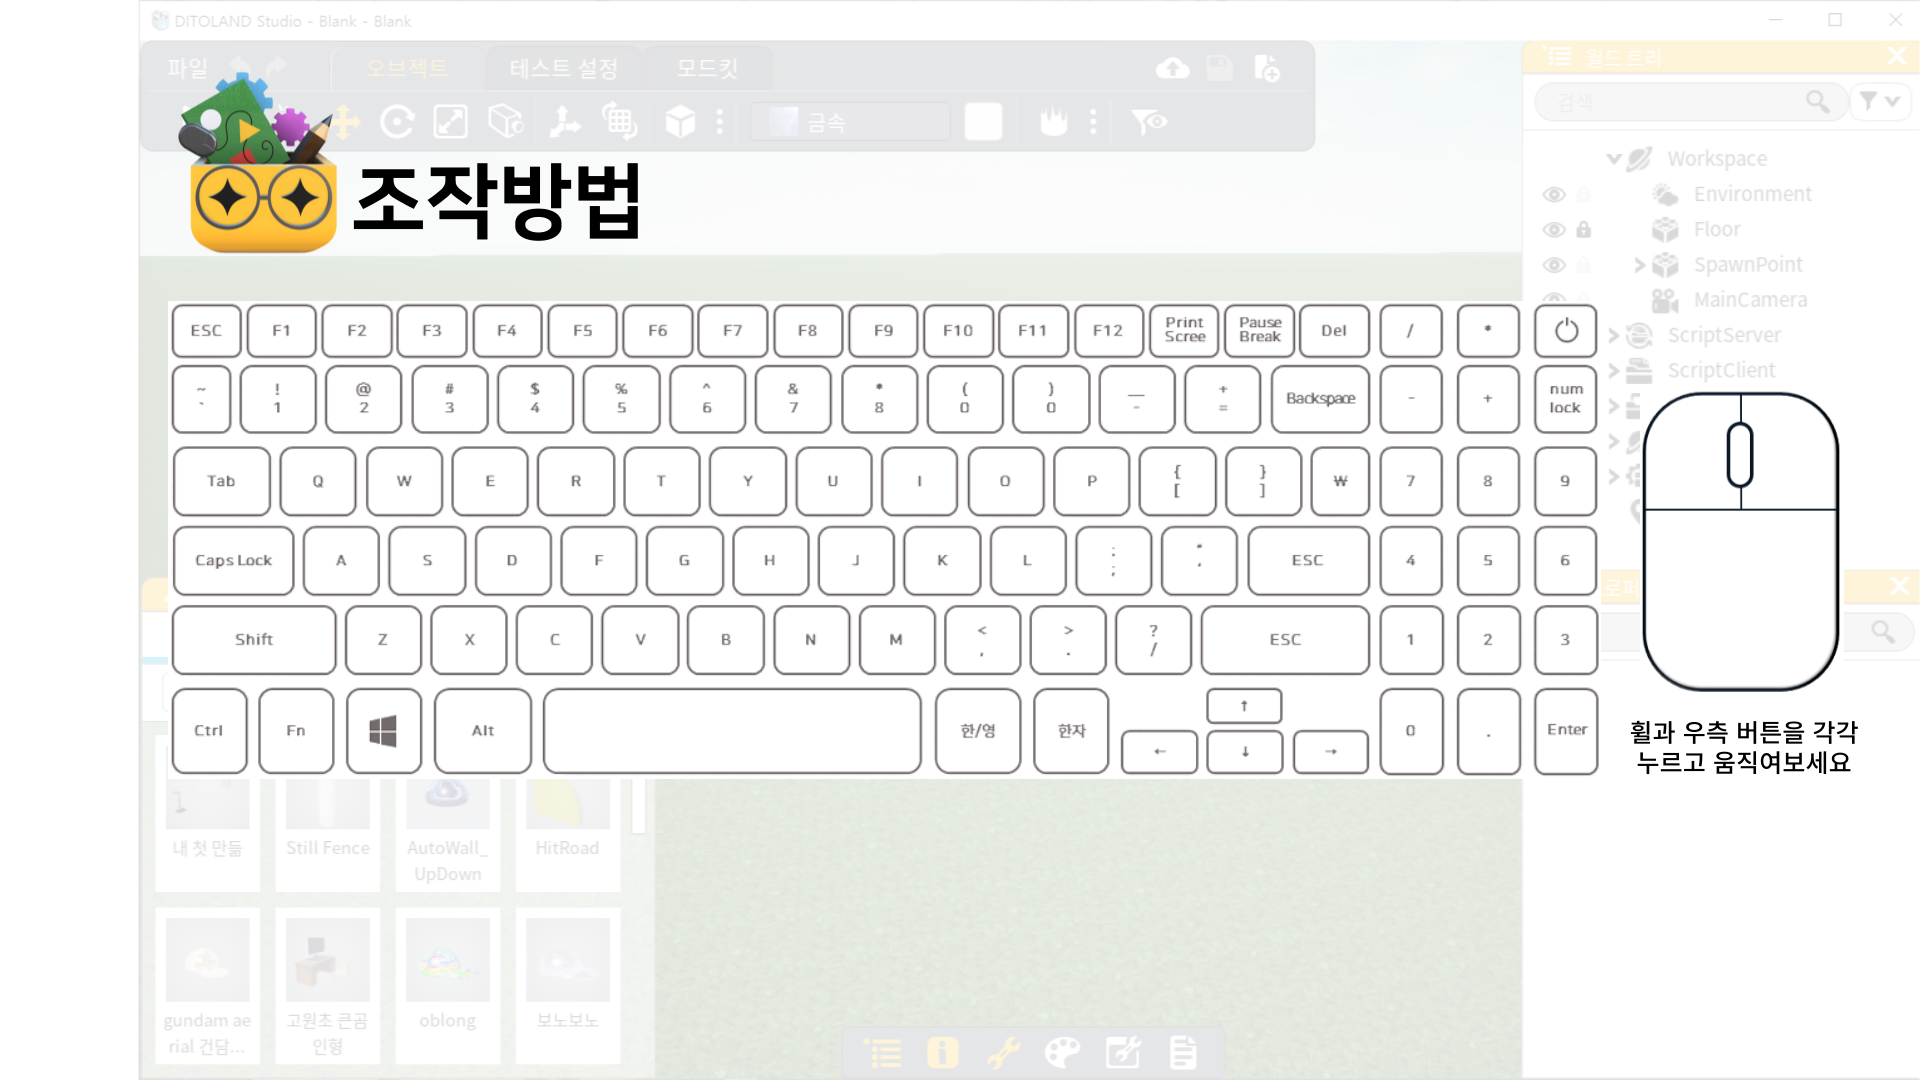 DITOLAND Studio - Blank - Blank
파일 오브젝트 테스트 설정 모드킷
월드 트리
금속
검색
조작방법
Workspace
Environment
Floor
SpawnPoint
MainCamera
ScriptServer
ScriptClient
ESC F1 F2 F3 F4 F5 F6 F7 F8 F9 F10 F11 F12 Print Scree Pause Break Del / *
~ ` ! 1 @ 2 # 3 $ 4 % 5 ^ 6 & 7 * 8 ( 0 ) 0 — - + = Backspace - + num lock
Tab Q W E R T Y U I O P { [ } ] ₩ 7 8 9
Caps Lock A S D F G H J K L : ; " ' ESC 4 5 6
Shift Z X C V B N M < , > . ? / ESC 1 2 3
Ctrl Fn Alt 한/영 한자 ↑ ← ↓ → 0 . Enter
휠과 우측 버튼을 각각
누르고 움직여보세요
내 첫 만듦 Still Fence AutoWall_ HitRoad
UpDown
gundam ae 고원초 큰곰 oblong 보노보노
rial 건담... 인형